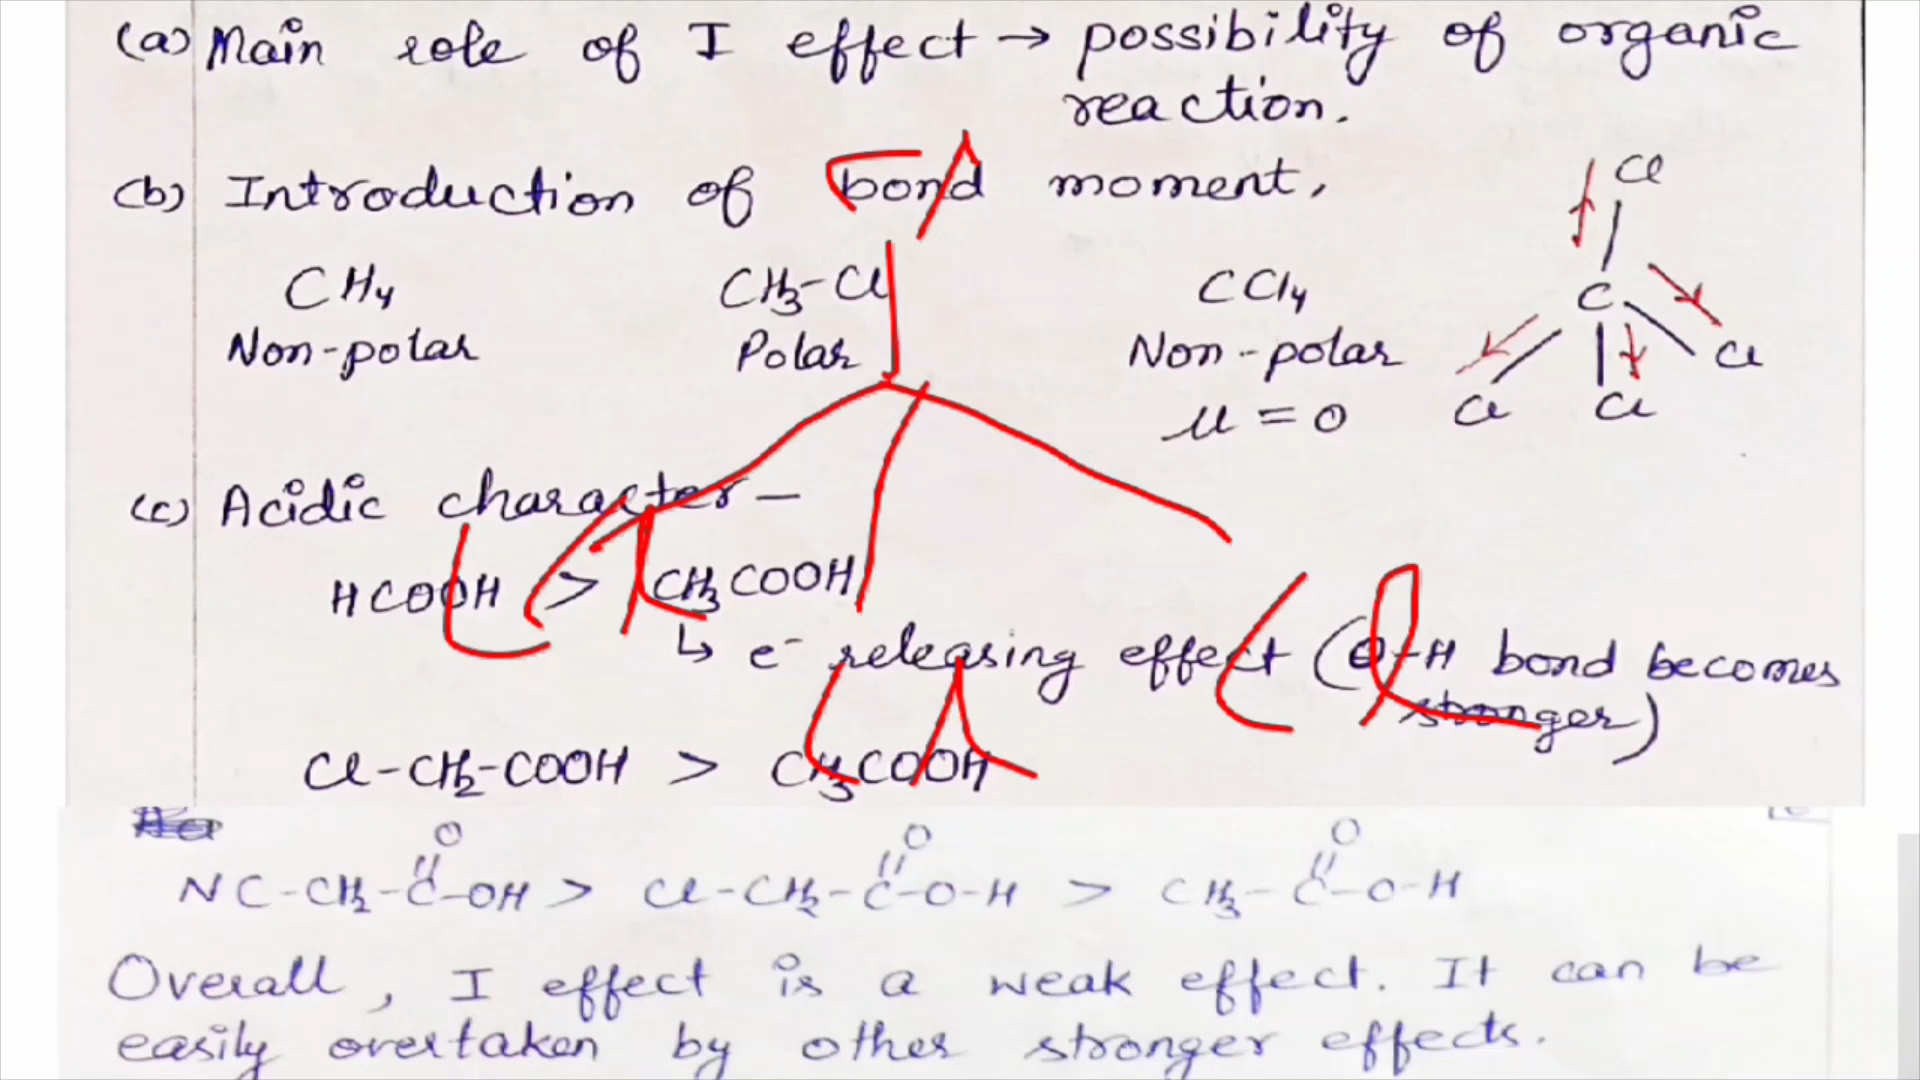 (a) Main role of I effect → possibility of organic
reaction.
(b) Introduction of bond moment,
CH₄ CH₃-Cl CCl₄
Non-polar Polar Non-polar
μ = 0
Cl
C
Cl Cl Cl
(c) Acidic character —
HCOOH > CH₃COOH
↳ e⁻ releasing effect (O-H bond becomes
stronger)
Cl-CH₂-COOH > CH₃COOH
O O O
NC-CH₂-C-OH > Cl-CH₂-C-O-H > CH₃-C-O-H
Overall, I effect is a weak effect. It can be
easily overtaken by other stronger effects.